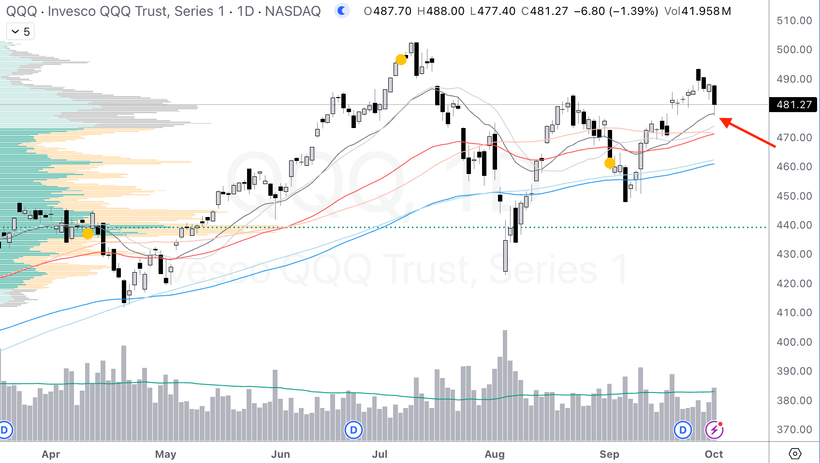 QQQ · Invesco QQQ Trust, Series 1 · 1D · NASDAQ O487.70 H488.00 L477.40 C481.27 −6.80 (−1.39%) Vol41.958M
5
510.00
500.00
490.00
481.27
470.00
460.00
450.00
440.00
430.00
420.00
410.00
400.00
390.00
380.00
370.00
QQQ, 1D
Invesco QQQ Trust, Series 1
D
D
D
Apr May Jun Jul Aug Sep Oct